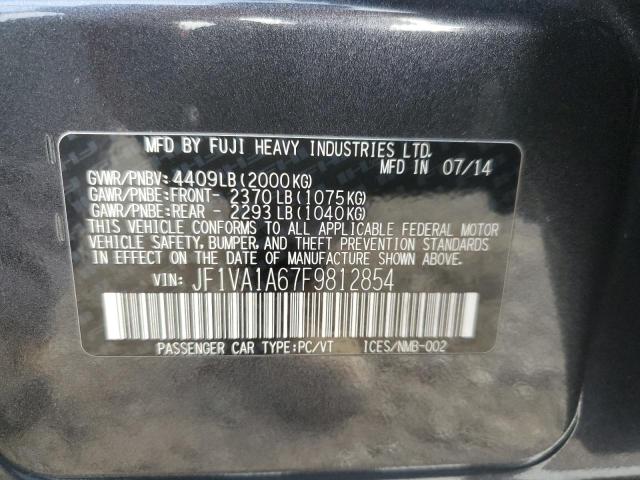 MFD BY FUJI HEAVY INDUSTRIES LTD.
MFD IN 07/14
GVWR/PNBV: 4409LB(2000KG)
GAWR/PNBE:FRONT- 2370LB(1075KG)
GAWR/PNBE:REAR - 2293LB(1040KG)
THIS VEHICLE CONFORMS TO ALL APPLICABLE FEDERAL MOTOR
VEHICLE SAFETY, BUMPER, AND THEFT PREVENTION STANDARDS
IN EFFECT ON THE DATE OF MANUFACTURE SHOWN ABOVE.
VIN: JF1VA1A67F9812854
PASSENGER CAR TYPE:PC/VT ICES/NMB-002